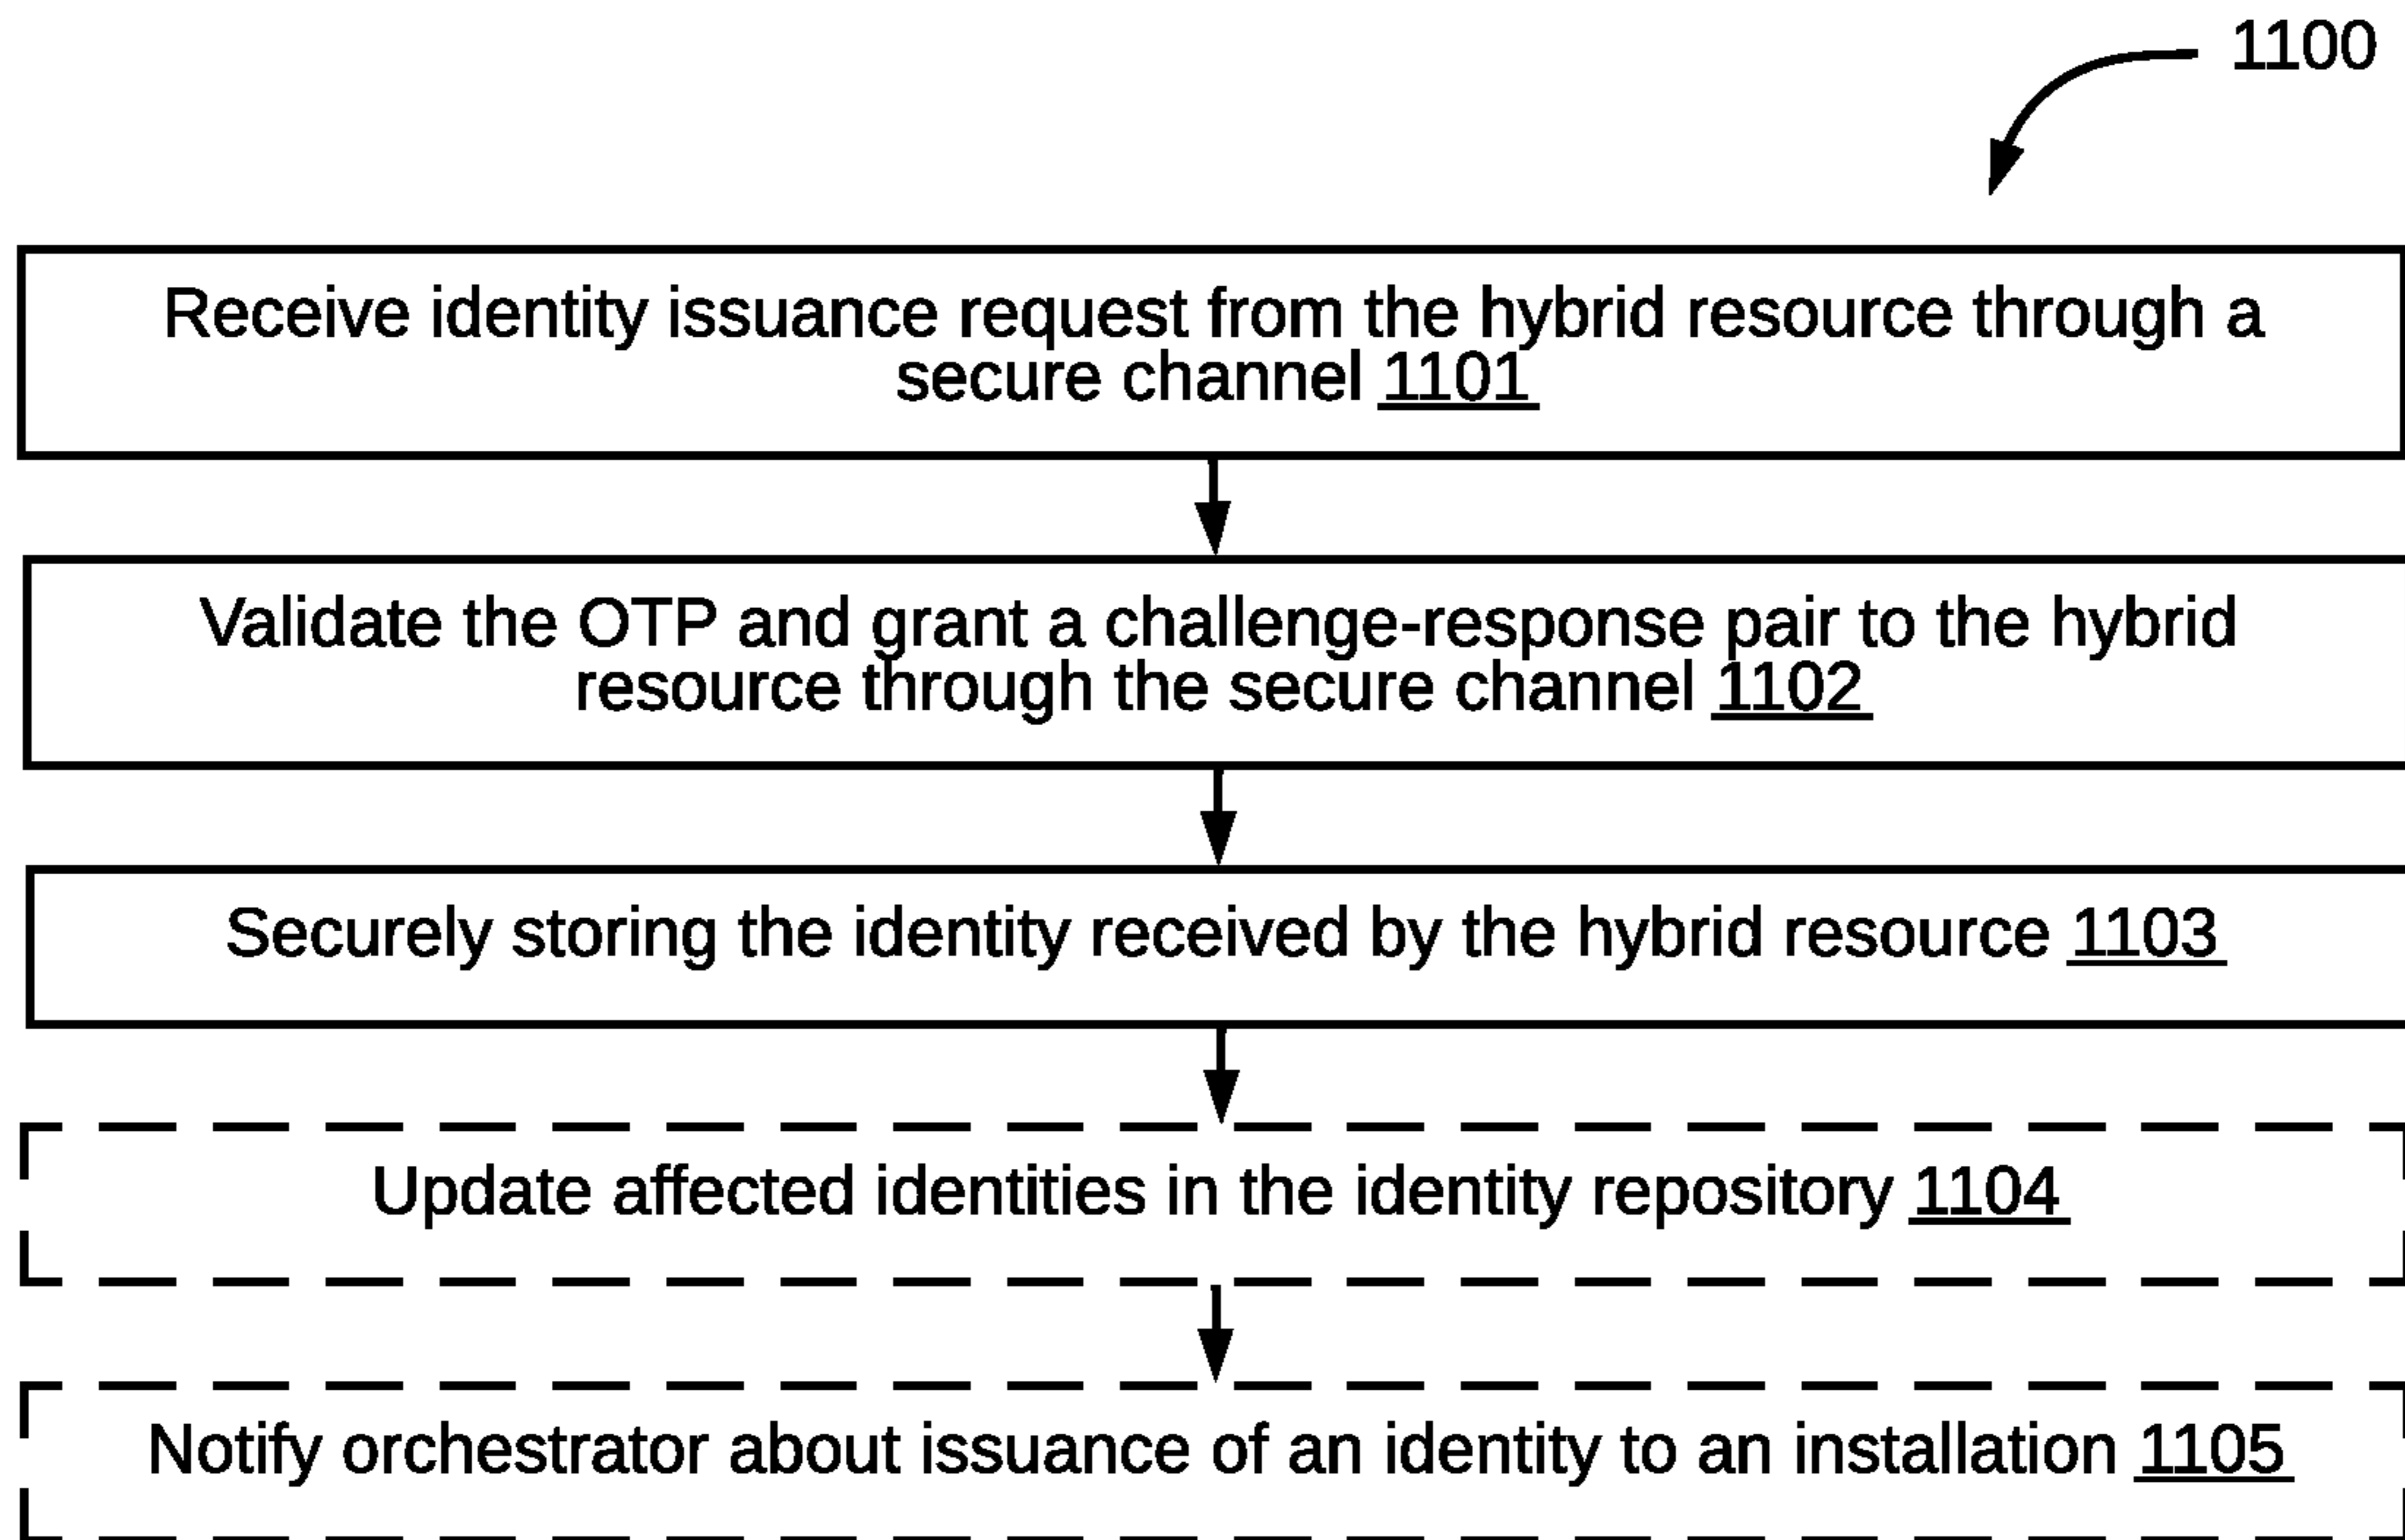 1100
Receive identity issuance request from the hybrid resource through a
secure channel 1101
Validate the OTP and grant a challenge-response pair to the hybrid
resource through the secure channel 1102
Securely storing the identity received by the hybrid resource 1103
Update affected identities in the identity repository 1104
Notify orchestrator about issuance of an identity to an installation 1105